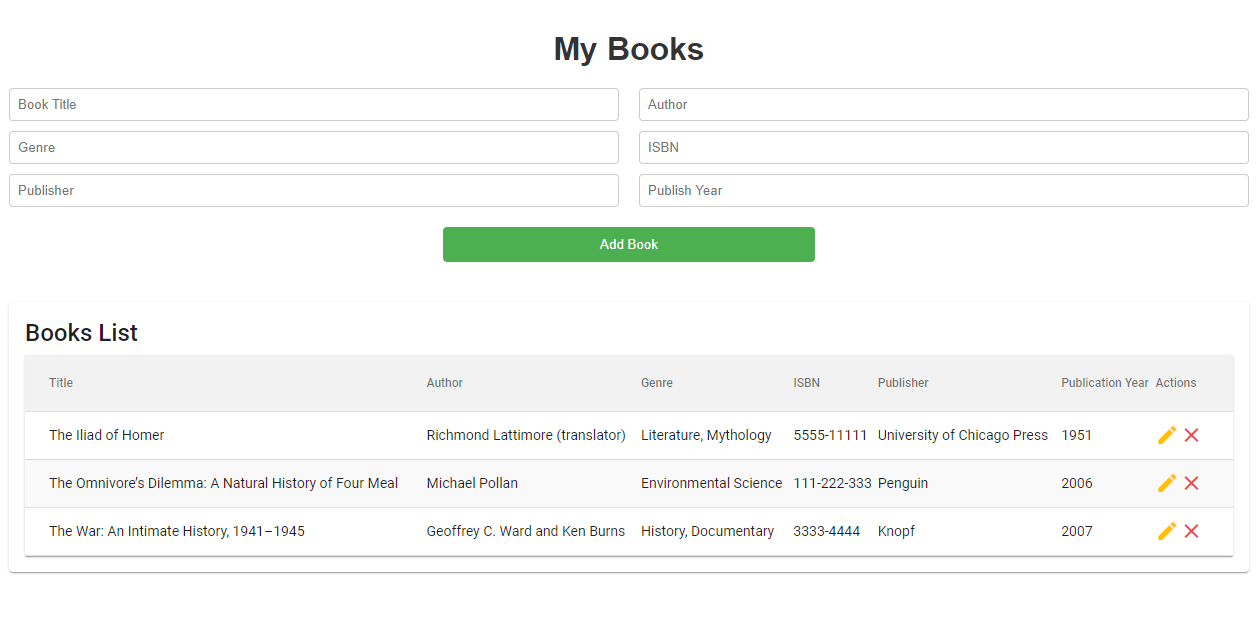 My Books
Book Title Author
Genre ISBN
Publisher Publish Year
Add Book
Books List
Title Author Genre ISBN Publisher Publication Year Actions
The Iliad of Homer Richmond Lattimore (translator) Literature, Mythology 5555-11111 University of Chicago Press 1951
The Omnivore’s Dilemma: A Natural History of Four Meal Michael Pollan Environmental Science 111-222-333 Penguin 2006
The War: An Intimate History, 1941–1945 Geoffrey C. Ward and Ken Burns History, Documentary 3333-4444 Knopf 2007